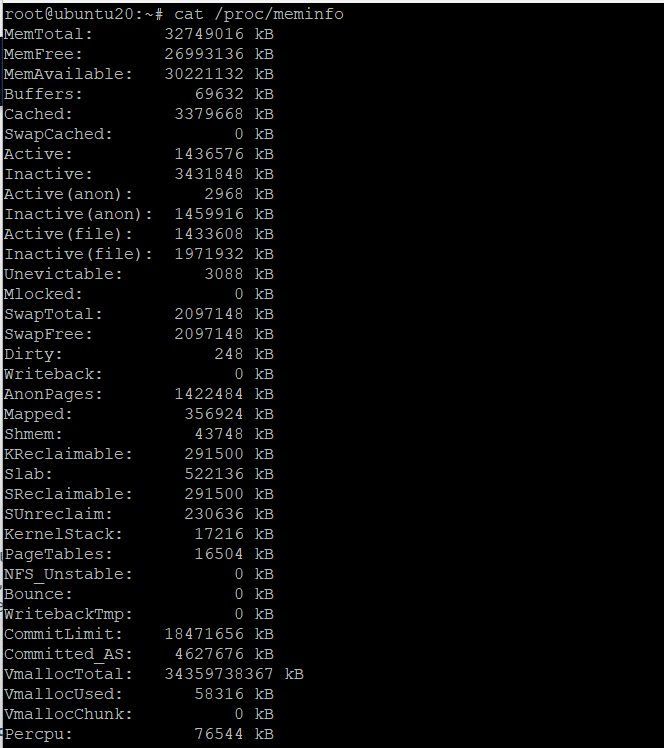 root@ubuntu20:~# cat /proc/meminfo
MemTotal:       32749016 kB
MemFree:        26993136 kB
MemAvailable:   30221132 kB
Buffers:           69632 kB
Cached:          3379668 kB
SwapCached:            0 kB
Active:          1436576 kB
Inactive:        3431848 kB
Active(anon):       2968 kB
Inactive(anon):  1459916 kB
Active(file):    1433608 kB
Inactive(file):  1971932 kB
Unevictable:        3088 kB
Mlocked:               0 kB
SwapTotal:       2097148 kB
SwapFree:        2097148 kB
Dirty:               248 kB
Writeback:             0 kB
AnonPages:       1422484 kB
Mapped:           356924 kB
Shmem:             43748 kB
KReclaimable:     291500 kB
Slab:             522136 kB
SReclaimable:     291500 kB
SUnreclaim:       230636 kB
KernelStack:       17216 kB
PageTables:        16504 kB
NFS_Unstable:          0 kB
Bounce:                0 kB
WritebackTmp:          0 kB
CommitLimit:    18471656 kB
Committed_AS:    4627676 kB
VmallocTotal:   34359738367 kB
VmallocUsed:       58316 kB
VmallocChunk:          0 kB
Percpu:            76544 kB